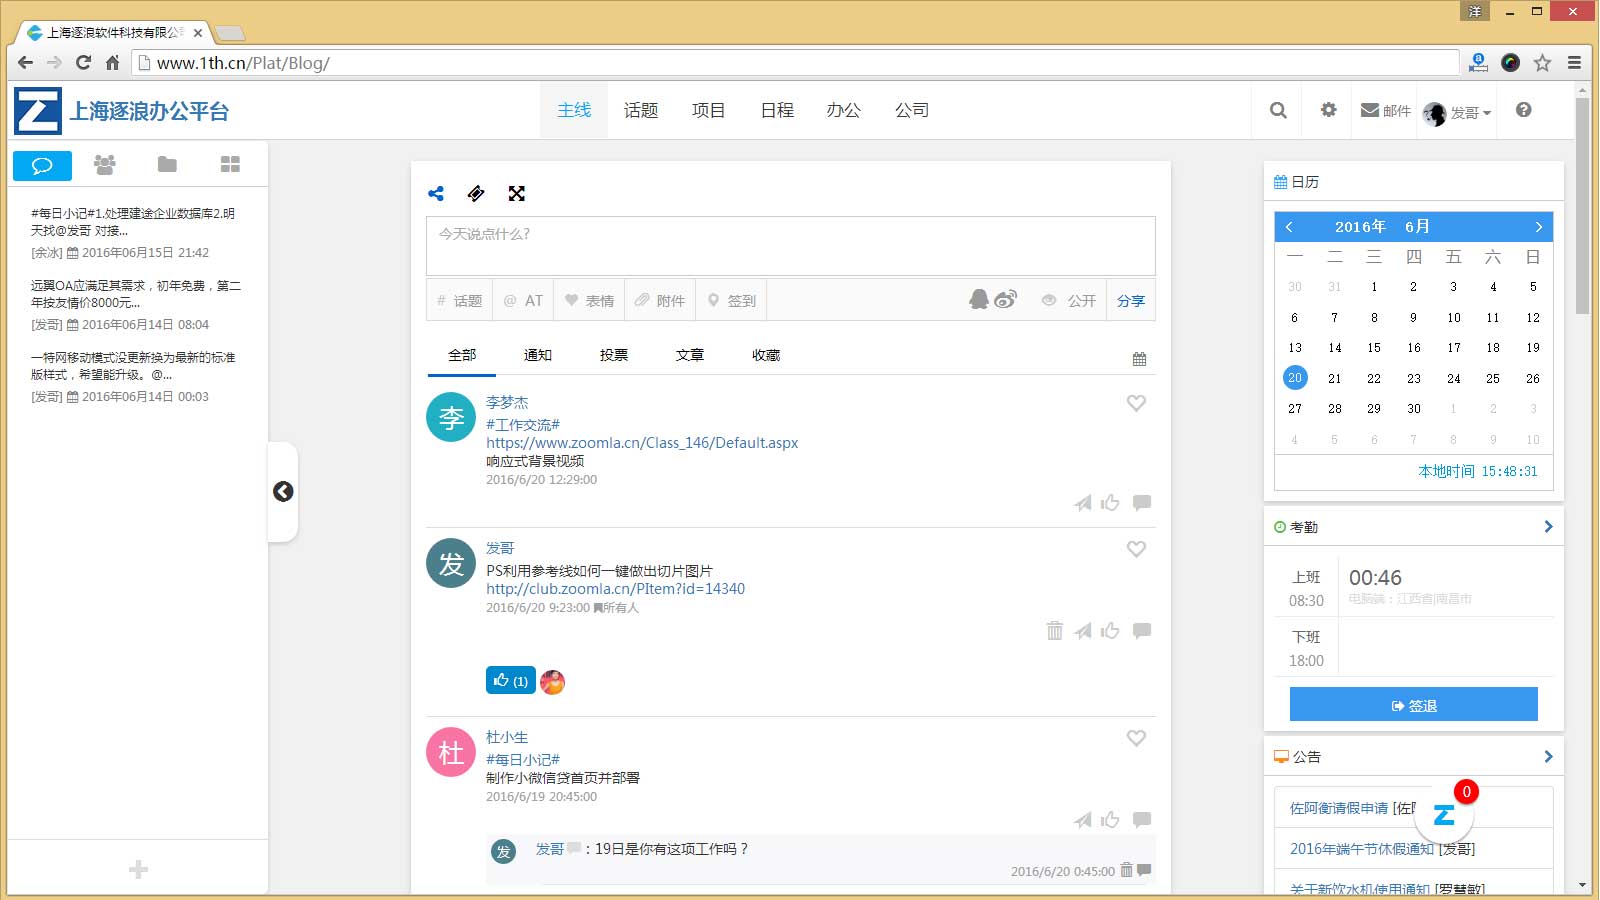 洋
上海逐浪软件科技有限公司
www.1th.cn/Plat/Blog/
上海逐浪办公平台
主线 话题 项目 日程 办公 公司
邮件 发哥
#每日小记#1.处理建途企业数据库2.明
天找@发哥 对接...
[余冰] 2016年06月15日 21:42
远翼OA应满足其需求，初年免费，第二
年按友情价8000元...
[发哥] 2016年06月14日 08:04
一特网移动模式没更新换为最新的标准
版样式，希望能升级。@...
[发哥] 2016年06月14日 00:03
今天说点什么?
# 话题 @ AT 表情 附件 签到 公开 分享
全部 通知 投票 文章 收藏
李
李梦杰
#工作交流#
https://www.zoomla.cn/Class_146/Default.aspx
响应式背景视频
2016/6/20 12:29:00
发
发哥
PS利用参考线如何一键做出切片图片
http://club.zoomla.cn/PItem?id=14340
2016/6/20 9:23:00 所有人
(1)
杜
杜小生
#每日小记#
制作小微信贷首页并部署
2016/6/19 20:45:00
发
发哥：19日是你有这项工作吗？
2016/6/20 0:45:00
日历
2016年 6月
一 二 三 四 五 六 日
30 31 1 2 3 4 5
6 7 8 9 10 11 12
13 14 15 16 17 18 19
20 21 22 23 24 25 26
27 28 29 30 1 2 3
4 5 6 7 8 9 10
本地时间 15:48:31
考勤
上班 00:46
08:30 电脑端：江西省|南昌市
下班
18:00
签退
公告
0
佐阿衡请假申请 [佐阿
2016年端午节休假通知 [发哥]
关于新饮水机使用通知 [罗慧敏]